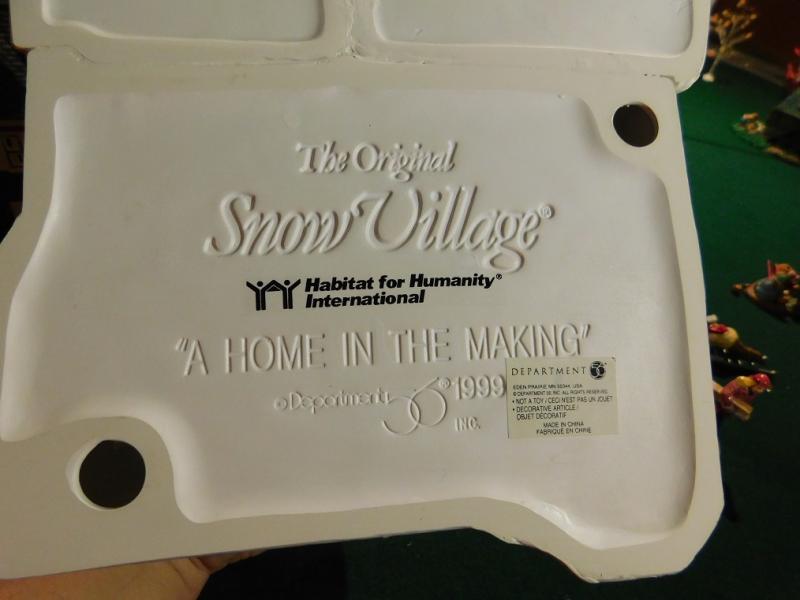 The Original
Snow Village®
Habitat for Humanity®
International
"A HOME IN THE MAKING"
© Department 56® 1999
INC.
DEPARTMENT 56
EDEN PRAIRIE MN 55344 USA
© DEPARTMENT 56, INC. ALL RIGHTS RESERVED.
• NOT A TOY / CECI N'EST PAS UN JOUET
• DECORATIVE ARTICLE /
OBJET DÉCORATIF
MADE IN CHINA
FABRIQUÉ EN CHINE